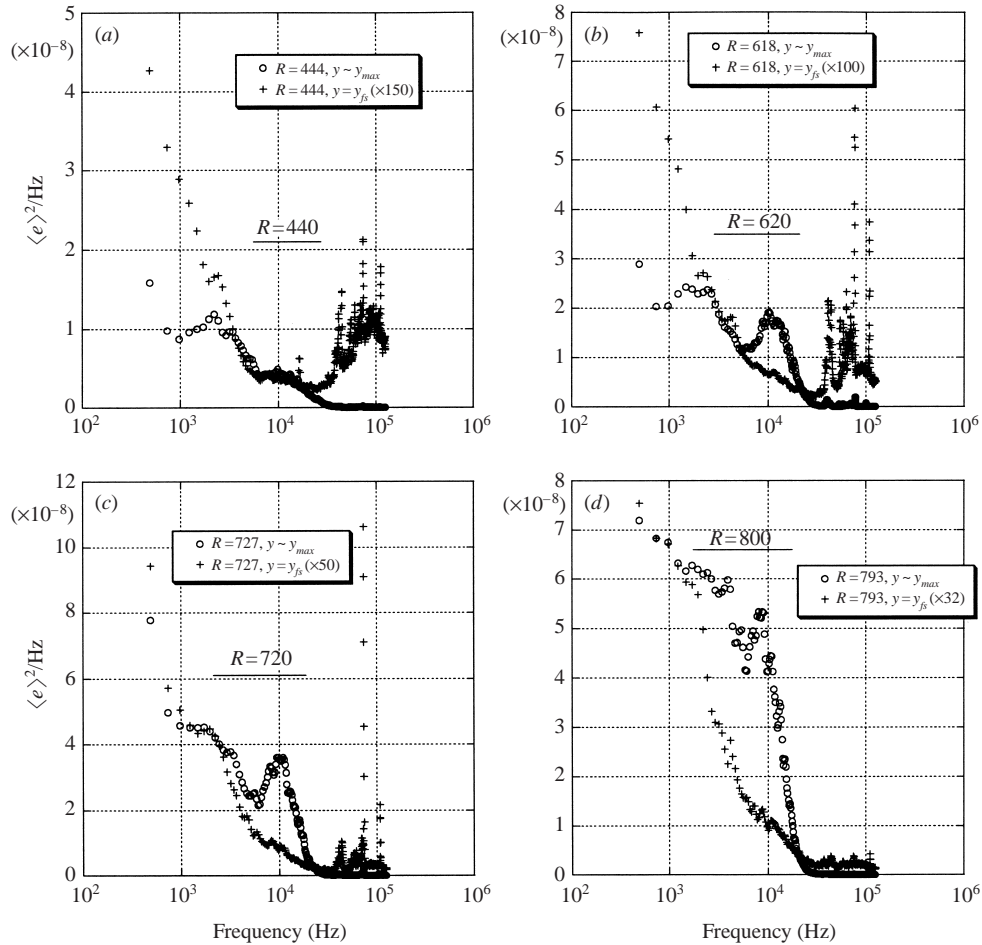 5
(×10⁻⁸)
(a)
R = 444, y ~ y_max
R = 444, y = y_fs (×150)
4
3
⟨e⟩²/Hz
R = 440
2
1
0
10² 10³ 10⁴ 10⁵ 10⁶
8
(×10⁻⁸)
(b)
R = 618, y ~ y_max
R = 618, y = y_fs (×100)
7
6
5
4
R = 620
3
2
1
0
10² 10³ 10⁴ 10⁵ 10⁶
12
(×10⁻⁸)
(c)
R = 727, y ~ y_max
R = 727, y = y_fs (×50)
10
8
⟨e⟩²/Hz
R = 720
6
4
2
0
10² 10³ 10⁴ 10⁵ 10⁶
Frequency (Hz)
8
(×10⁻⁸)
(d)
R = 800
R = 793, y ~ y_max
R = 793, y = y_fs (×32)
7
6
5
4
3
2
1
0
10² 10³ 10⁴ 10⁵ 10⁶
Frequency (Hz)